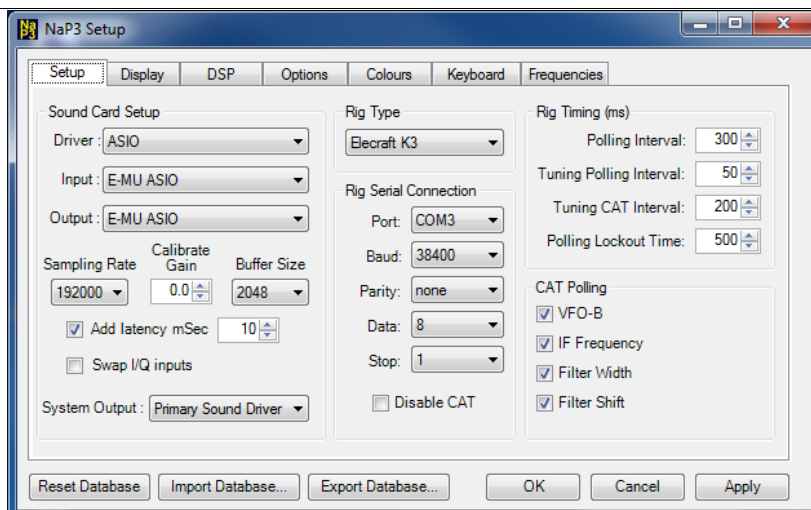 NaP3 Setup
Setup Display DSP Options Colours Keyboard Frequencies
Sound Card Setup
Driver : ASIO
Input : E-MU ASIO
Output : E-MU ASIO
Sampling Rate Calibrate Gain Buffer Size
192000 0.0 2048
Add latency mSec 10
Swap I/Q inputs
System Output : Primary Sound Driver
Rig Type
Elecraft K3
Rig Serial Connection
Port: COM3
Baud: 38400
Parity: none
Data: 8
Stop: 1
Disable CAT
Rig Timing (ms)
Polling Interval: 300
Tuning Polling Interval: 50
Tuning CAT Interval: 200
Polling Lockout Time: 500
CAT Polling
VFO-B
IF Frequency
Filter Width
Filter Shift
Reset Database Import Database... Export Database... OK Cancel Apply